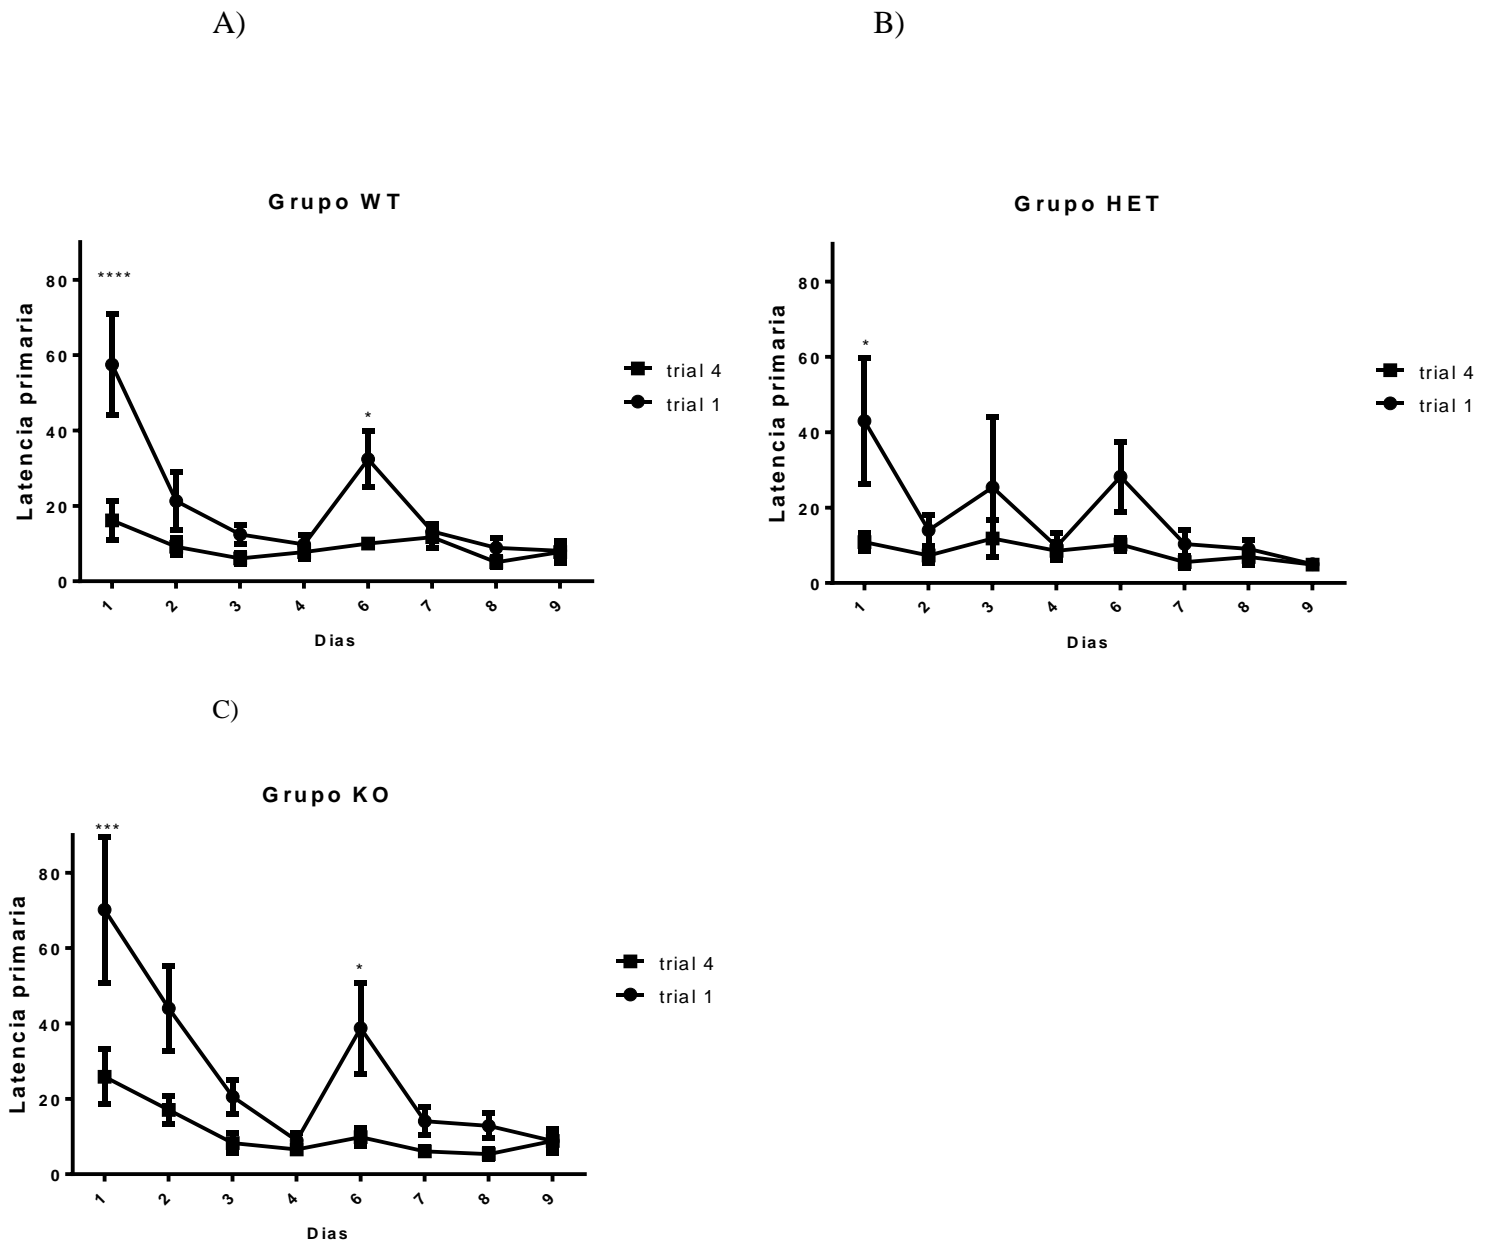 A)
B)
Grupo WT
****
80
60
40
20
0
*
Latencia primaria
1 2 3 4 6 7 8 9
Dias
trial 4
trial 1
Grupo HET
80
60
40
20
0
*
Latencia primaria
1 2 3 4 6 7 8 9
Dias
trial 4
trial 1
C)
Grupo KO
***
80
60
40
20
0
*
Latencia primaria
1 2 3 4 6 7 8 9
Dias
trial 4
trial 1